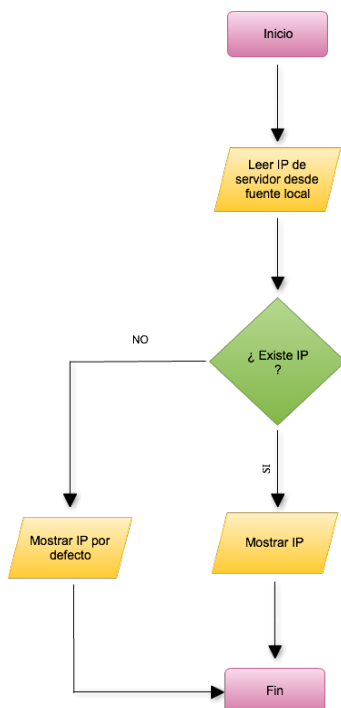 Inicio
Leer IP de
servidor desde
fuente local
NO
¿ Existe IP
?
SI
Mostrar IP por
defecto
Mostrar IP
Fin